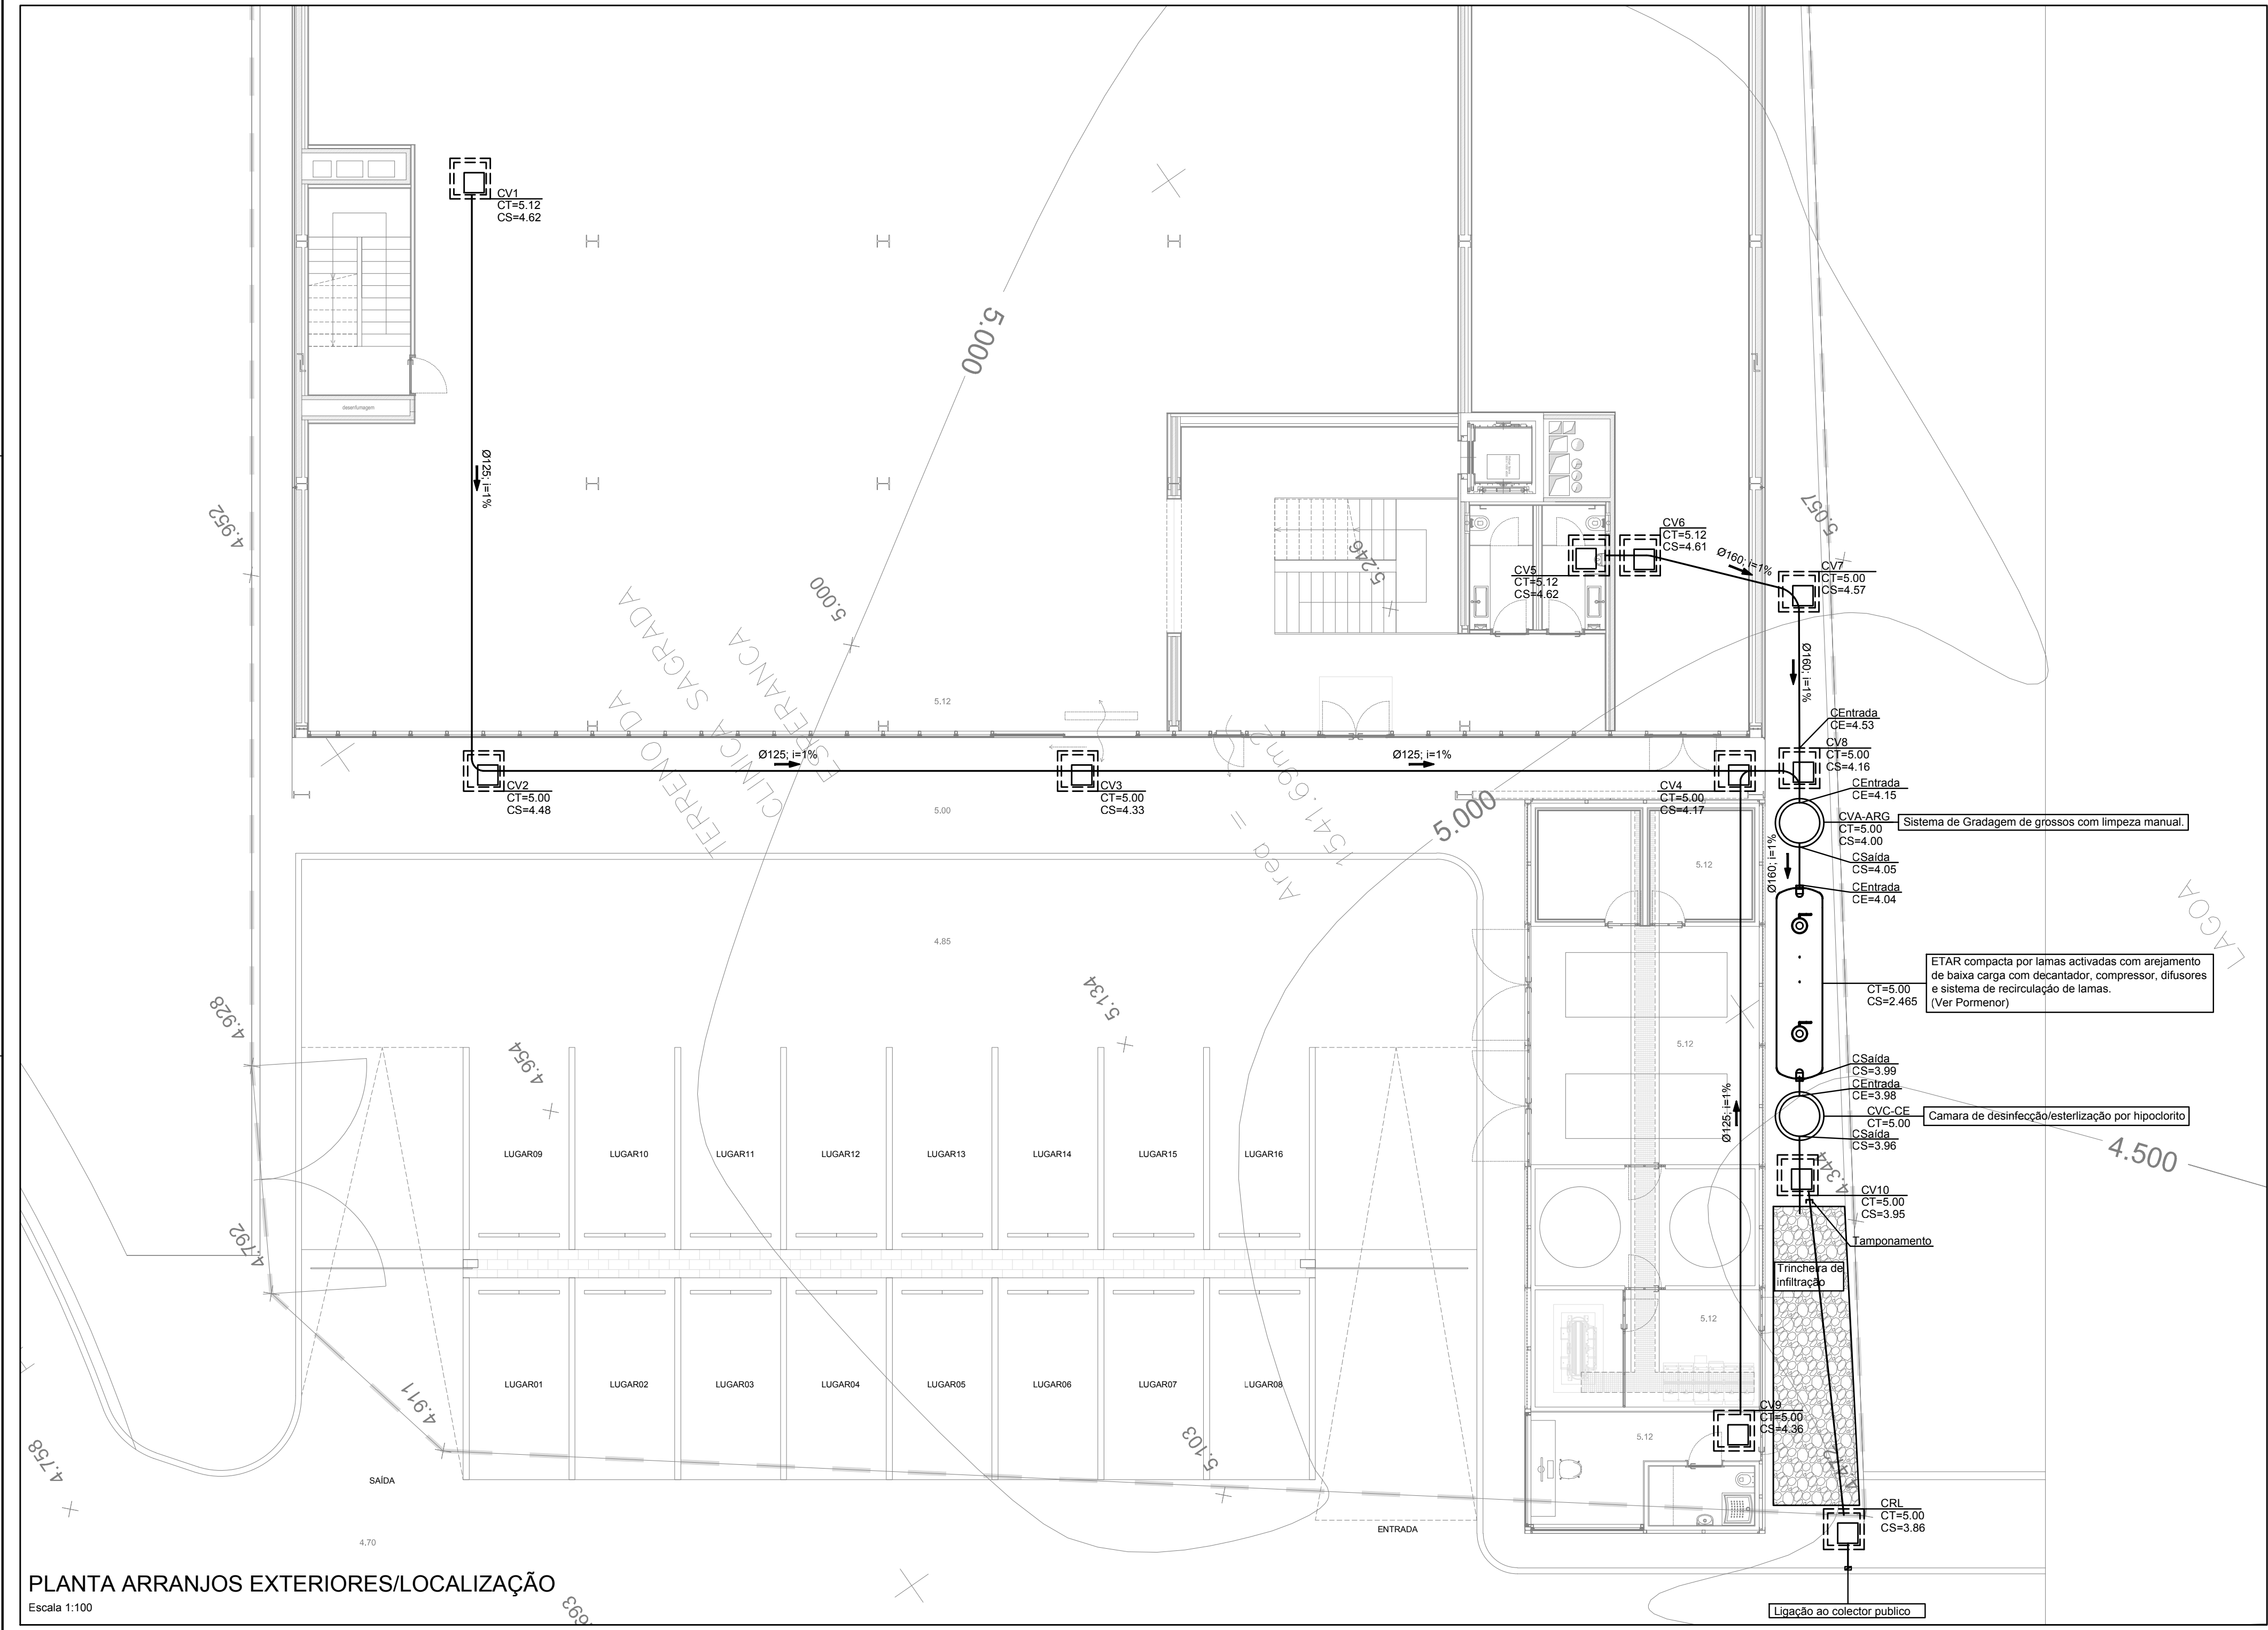 CV1
CT=5.12
CS=4.62
5.000
desenfumagem
Ø125; i=1%
4.952
5.057
CV6
CT=5.12
CS=4.61
Ø160; i=1%
CV5
CT=5.12
CS=4.62
CV7
CT=5.00
CS=4.57
5.246
5.000
TERRENO DA
CLINICA SAGRADA
ESPERANCA
5.12
Ø160; i=1%
CEntrada
CE=4.53
CV8
CT=5.00
CS=4.16
Ø125; i=1%
Ø125; i=1%
CV2
CT=5.00
CS=4.48
CV3
CT=5.00
CS=4.33
CV4
CT=5.00
CS=4.17
CEntrada
CE=4.15
5.00
Area =
1541.69m2
5.000
CVA-ARG
CT=5.00
CS=4.00
Sistema de Gradagem de grossos com limpeza manual.
CSaída
CS=4.05
Ø160; i=1%
CEntrada
CE=4.04
5.12
LAGOA
4.85
ETAR compacta por lamas activadas com arejamento
de baixa carga com decantador, compressor, difusores
e sistema de recirculação de lamas.
(Ver Pormenor)
CT=5.00
CS=2.465
4.928
5.134
4.954
5.12
CSaída
CS=3.99
CEntrada
CE=3.98
CVC-CE
CT=5.00
Camara de desinfecção/esterlização por hipoclorito
CSaída
CS=3.96
Ø125; i=1%
4.500
4.344
LUGAR09
LUGAR10
LUGAR11
LUGAR12
LUGAR13
LUGAR14
LUGAR15
LUGAR16
CV10
CT=5.00
CS=3.95
Tamponamento
4.792
Trincheira de
infiltração
5.12
LUGAR01
LUGAR02
LUGAR03
LUGAR04
LUGAR05
LUGAR06
LUGAR07
LUGAR08
4.911
CV9
CT=5.00
CS=4.36
5.12
5.103
4.758
SAÍDA
CRL
CT=5.00
CS=3.86
ENTRADA
4.70
PLANTA ARRANJOS EXTERIORES/LOCALIZAÇÃO
Escala 1:100
Ligação ao colector publico